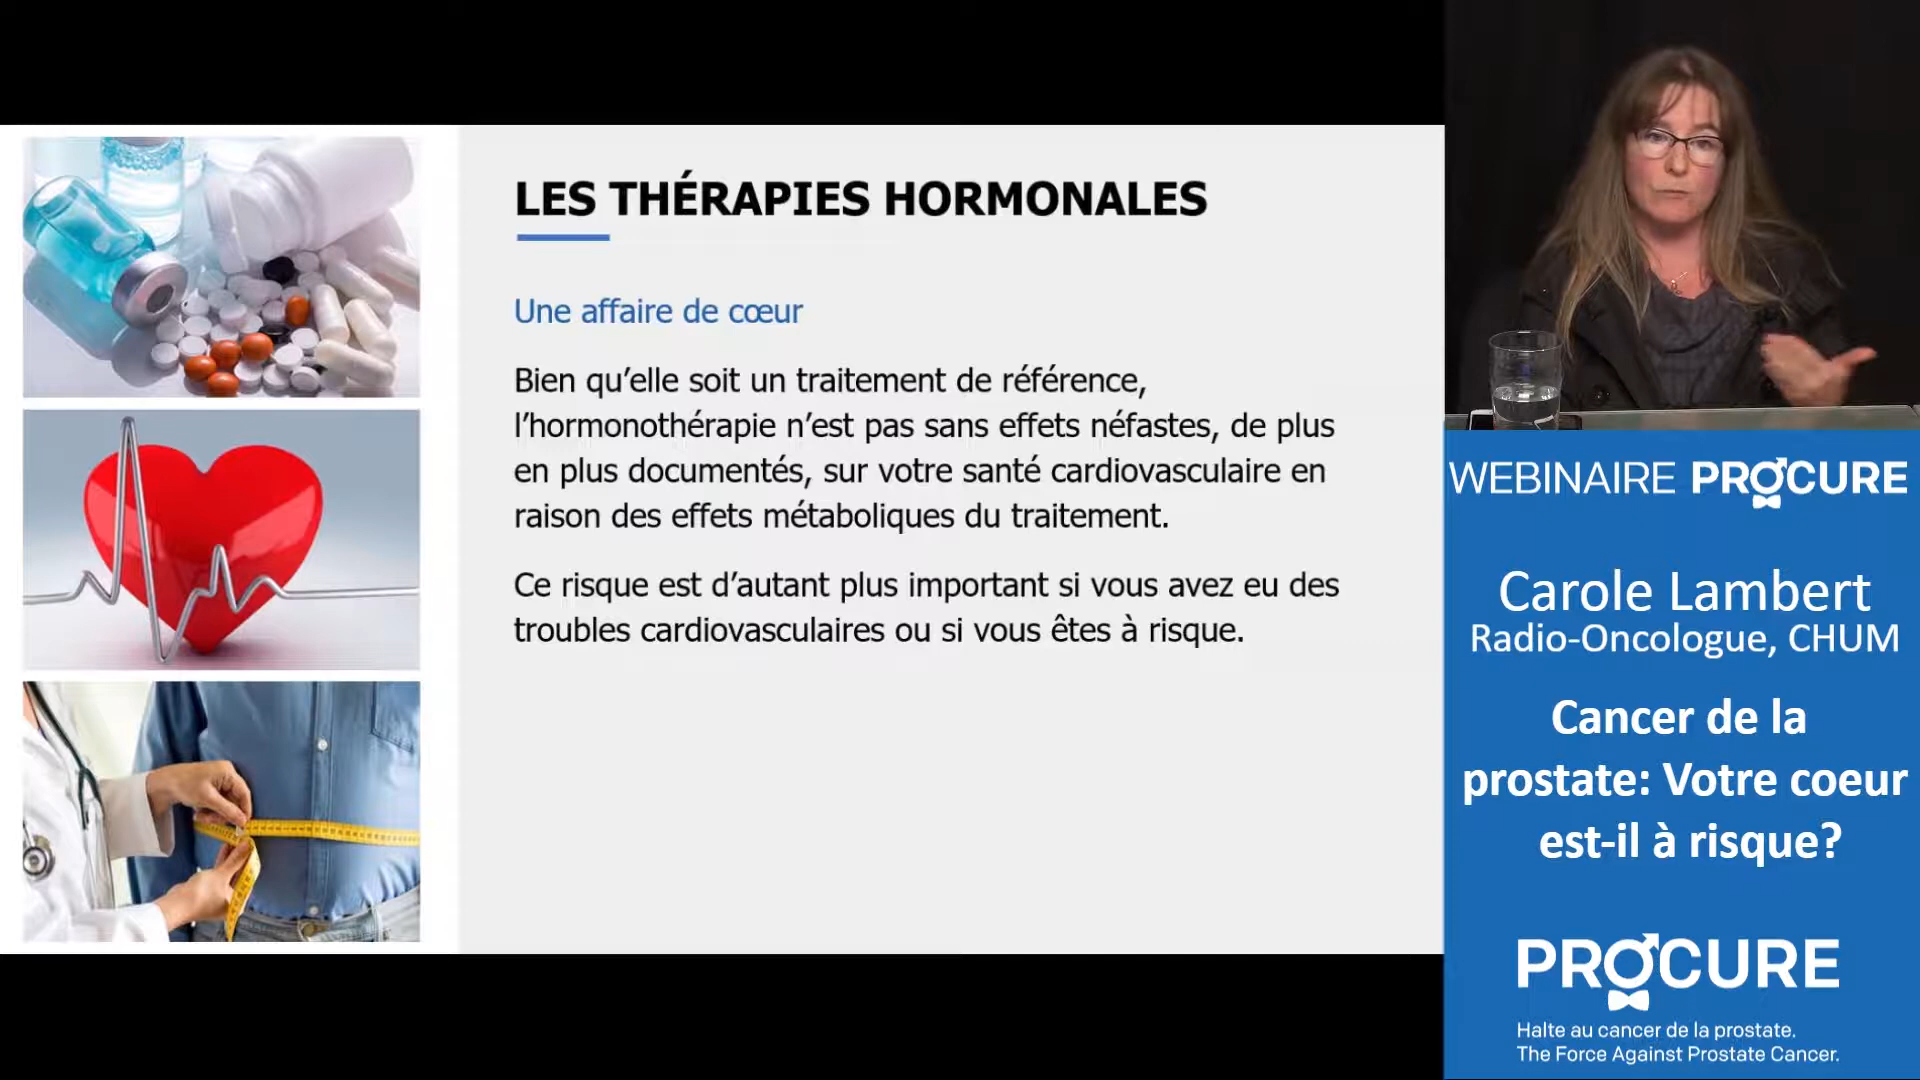 LES THÉRAPIES HORMONALES
Une affaire de cœur
Bien qu’elle soit un traitement de référence,
l’hormonothérapie n’est pas sans effets néfastes, de plus
en plus documentés, sur votre santé cardiovasculaire en
raison des effets métaboliques du traitement.
Ce risque est d’autant plus important si vous avez eu des
troubles cardiovasculaires ou si vous êtes à risque.
WEBINAIRE PROCURE
Carole Lambert
Radio-Oncologue, CHUM
Cancer de la
prostate: Votre coeur
est-il à risque?
PROCURE
Halte au cancer de la prostate.
The Force Against Prostate Cancer.